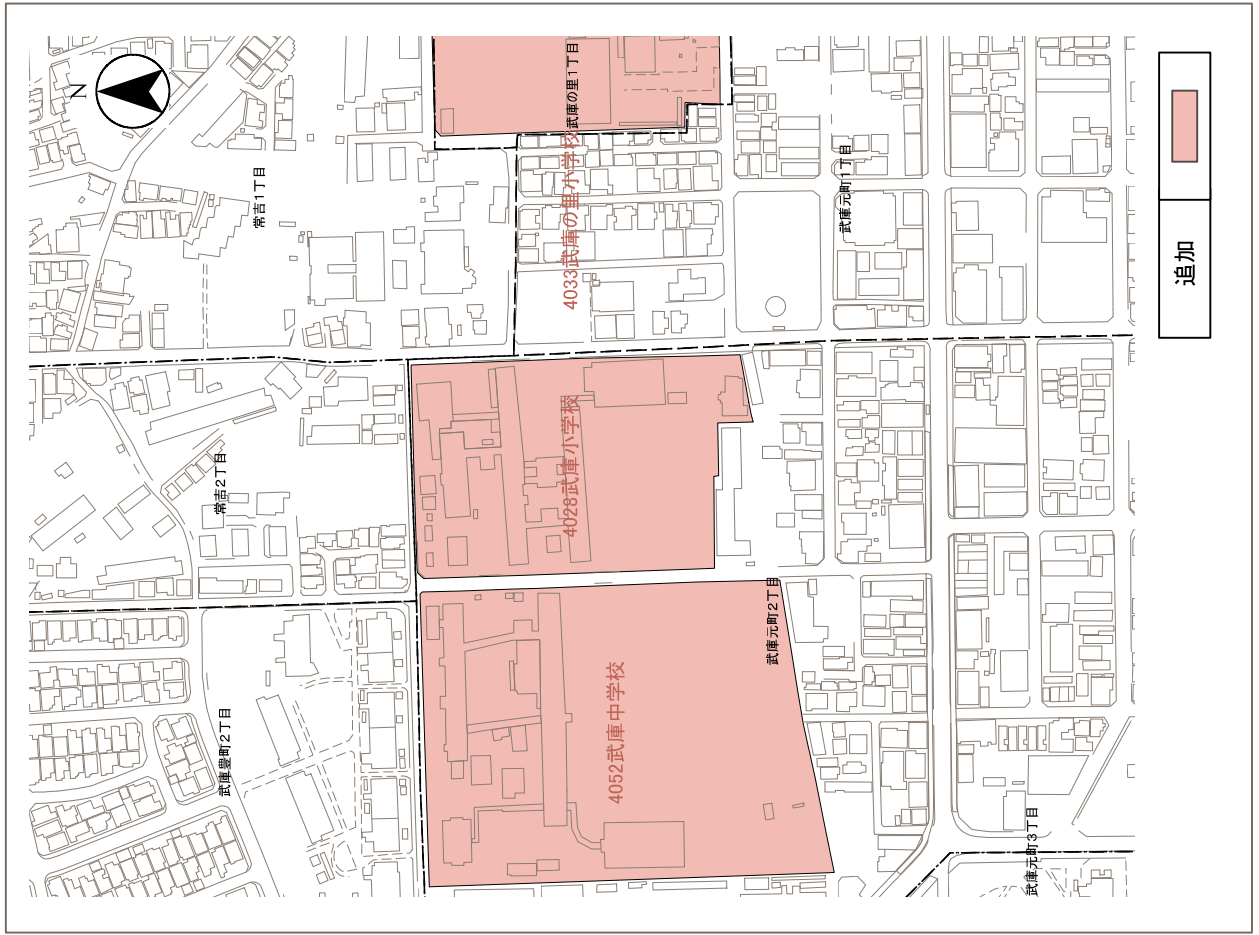 N
武庫の里1丁目
4033武庫の里小学校
常吉1丁目
武庫元町1丁目
追加
4028武庫小学校
常吉2丁目
武庫元町2丁目
4052武庫中学校
武庫豊町2丁目
武庫元町3丁目